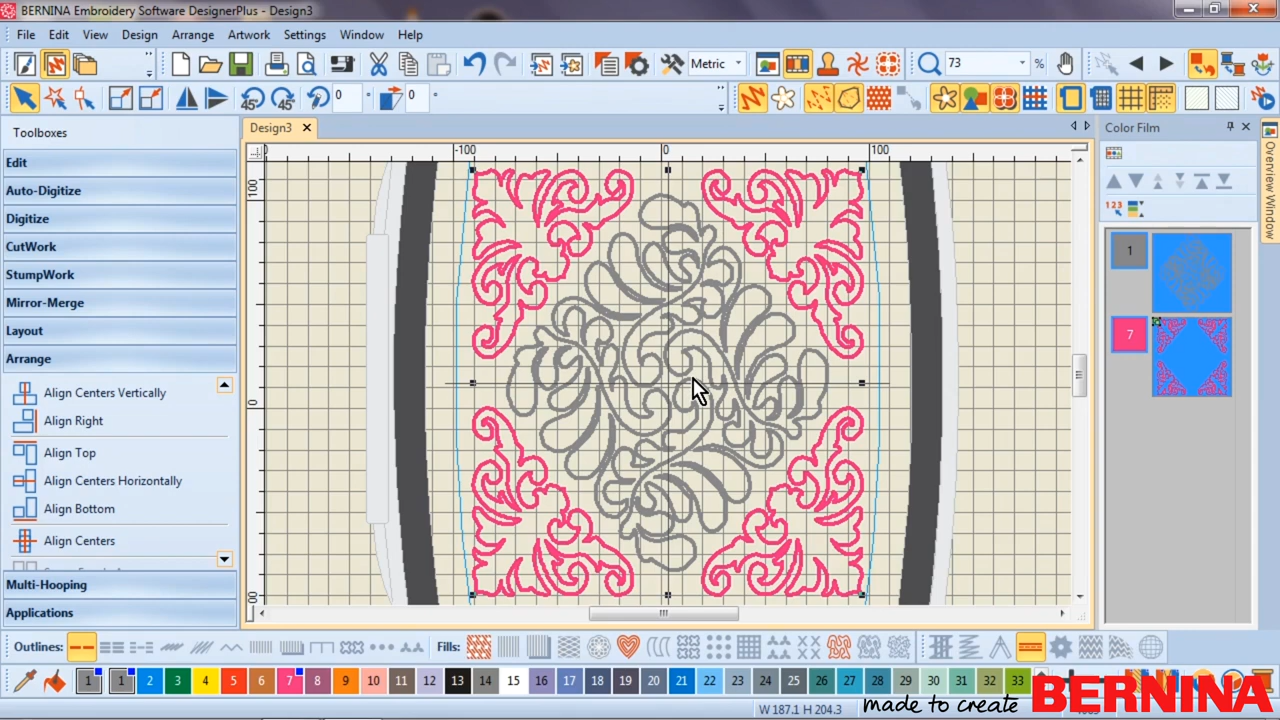 BERNINA Embroidery Software DesignerPlus - Design3
File Edit View Design Arrange Artwork Settings Window Help
Metric 73 %
45 45 0 ° 0 °
Toolboxes
Design3
Color Film
Overview Window
Edit
Auto-Digitize
Digitize
CutWork
StumpWork
Mirror-Merge
Layout
Arrange
Align Centers Vertically
Align Right
Align Top
Align Centers Horizontally
Align Bottom
Align Centers
Multi-Hooping
Applications
-100 0 100
100
0
123
1
7
Outlines: Fills:
1 1 2 3 4 5 6 7 8 9 10 11 12 13 14 15 16 17 18 19 20 21 22 23 24 25 26 27 28 29 30 31 32 33
W 187.1 H 204.3
made to create BERNINA